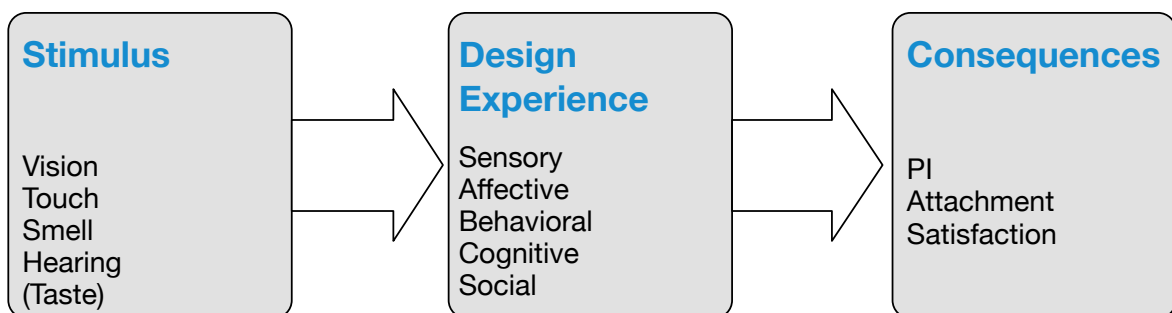 Stimulus
Vision
Touch
Smell
Hearing
(Taste)
Design
Experience
Sensory
Affective
Behavioral
Cognitive
Social
Consequences
PI
Attachment
Satisfaction